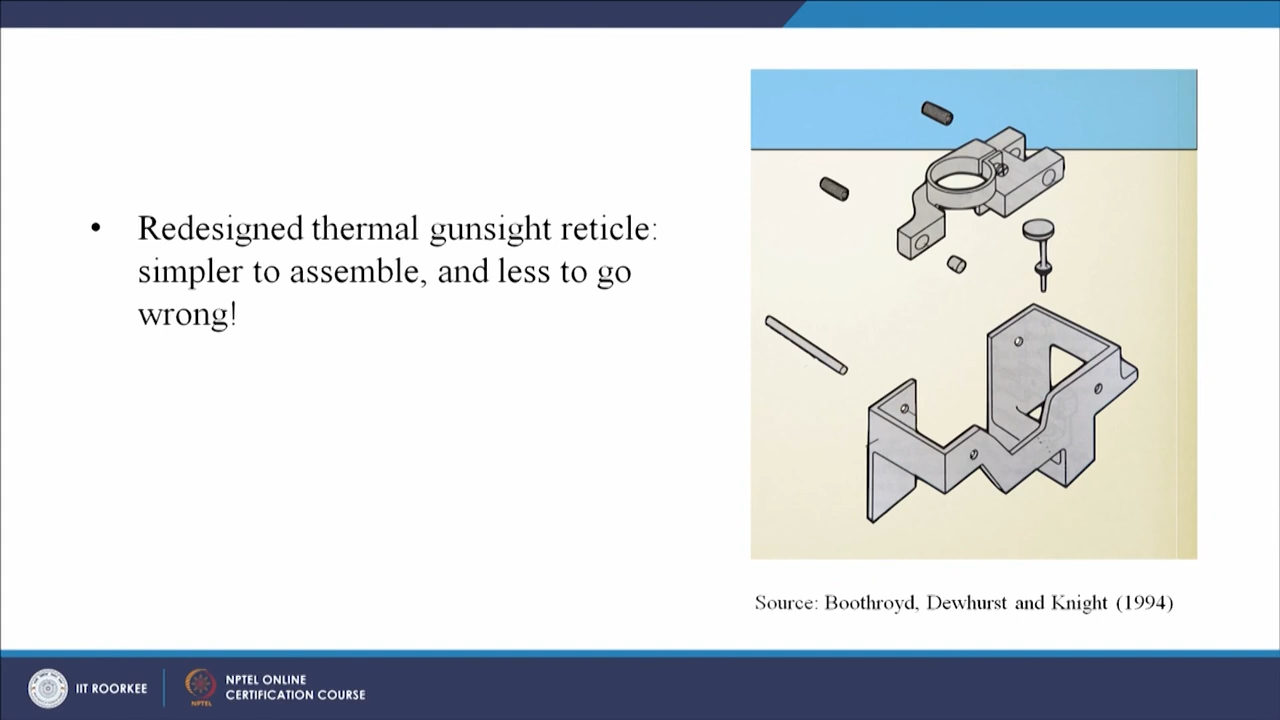 • Redesigned thermal gunsight reticle:
simpler to assemble, and less to go
wrong!
Source: Boothroyd, Dewhurst and Knight (1994)
IIT ROORKEE
NPTEL
NPTEL ONLINE
CERTIFICATION COURSE